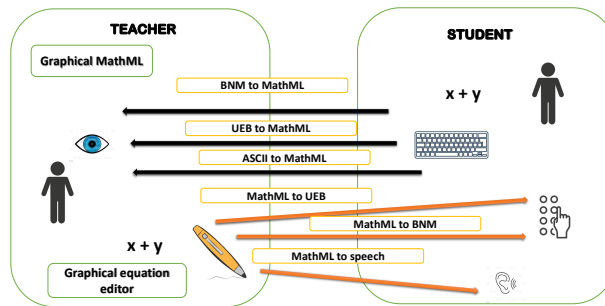 TEACHER
STUDENT
Graphical MathML
BNM to MathML
x + y
UEB to MathML
ASCII to MathML
MathML to UEB
MathML to BNM
x + y
MathML to speech
Graphical equation
editor